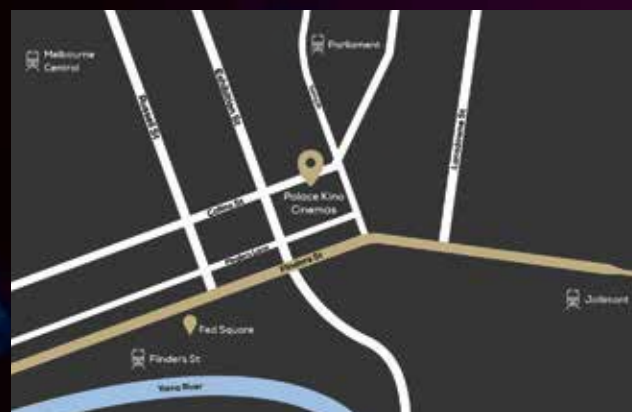 Melbourne
Central
Parliament
Russell St
Exhibition St
Lansdowne St
Collins St
Palace Kino
Cinemas
Flinders Lane
Flinders St
Fed Square
Flinders St
Jolimont
Yarra River